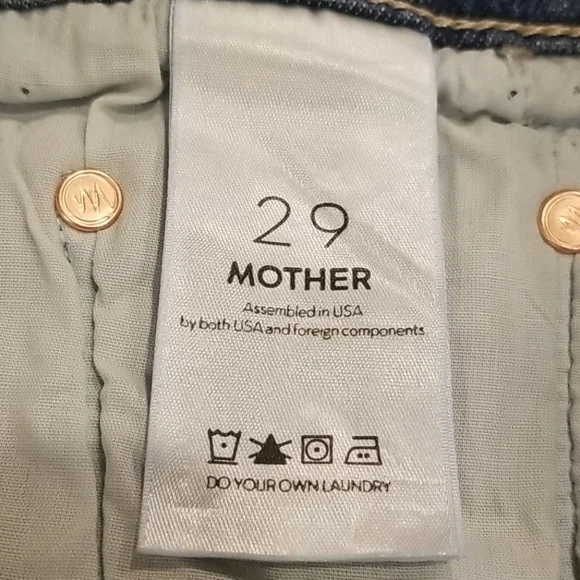 29
MOTHER
Assembled in USA
by both USA and foreign components
DO YOUR OWN LAUNDRY